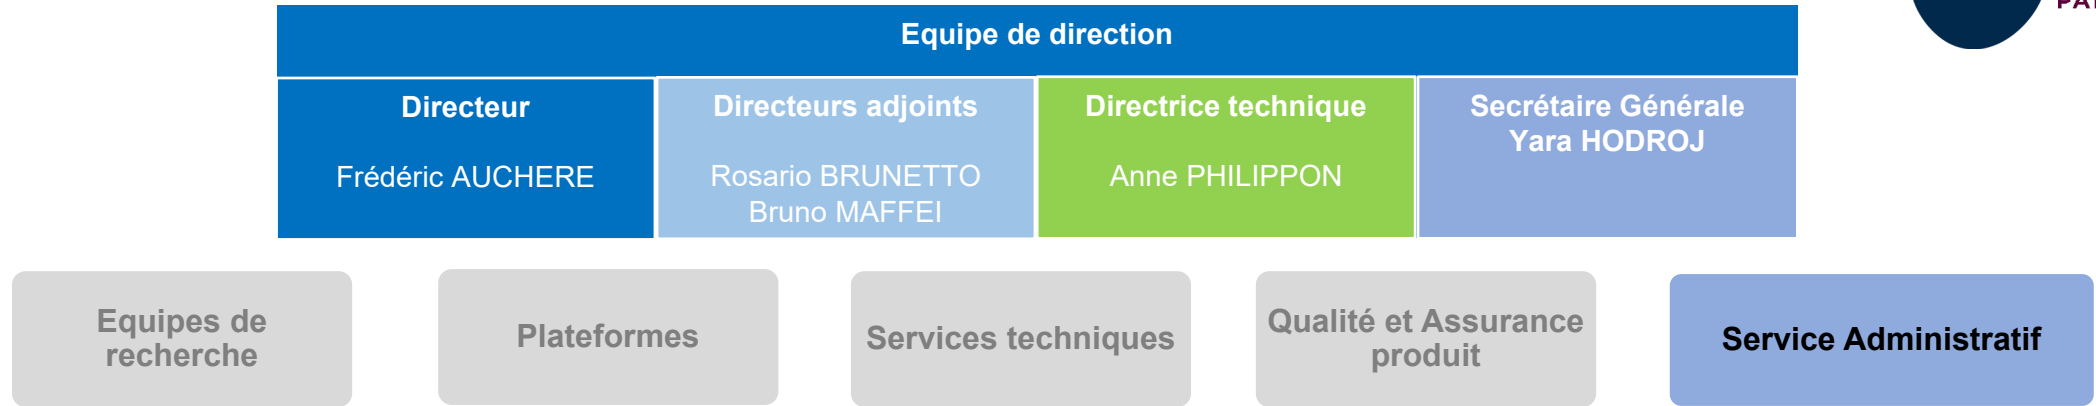 Equipe de direction
Directeur
Frédéric AUCHERE
Directeurs adjoints
Rosario BRUNETTO
Bruno MAFFEI
Directrice technique
Anne PHILIPPON
Secrétaire Générale
Yara HODROJ
Equipes de
recherche
Plateformes
Services techniques
Qualité et Assurance
produit
Service Administratif